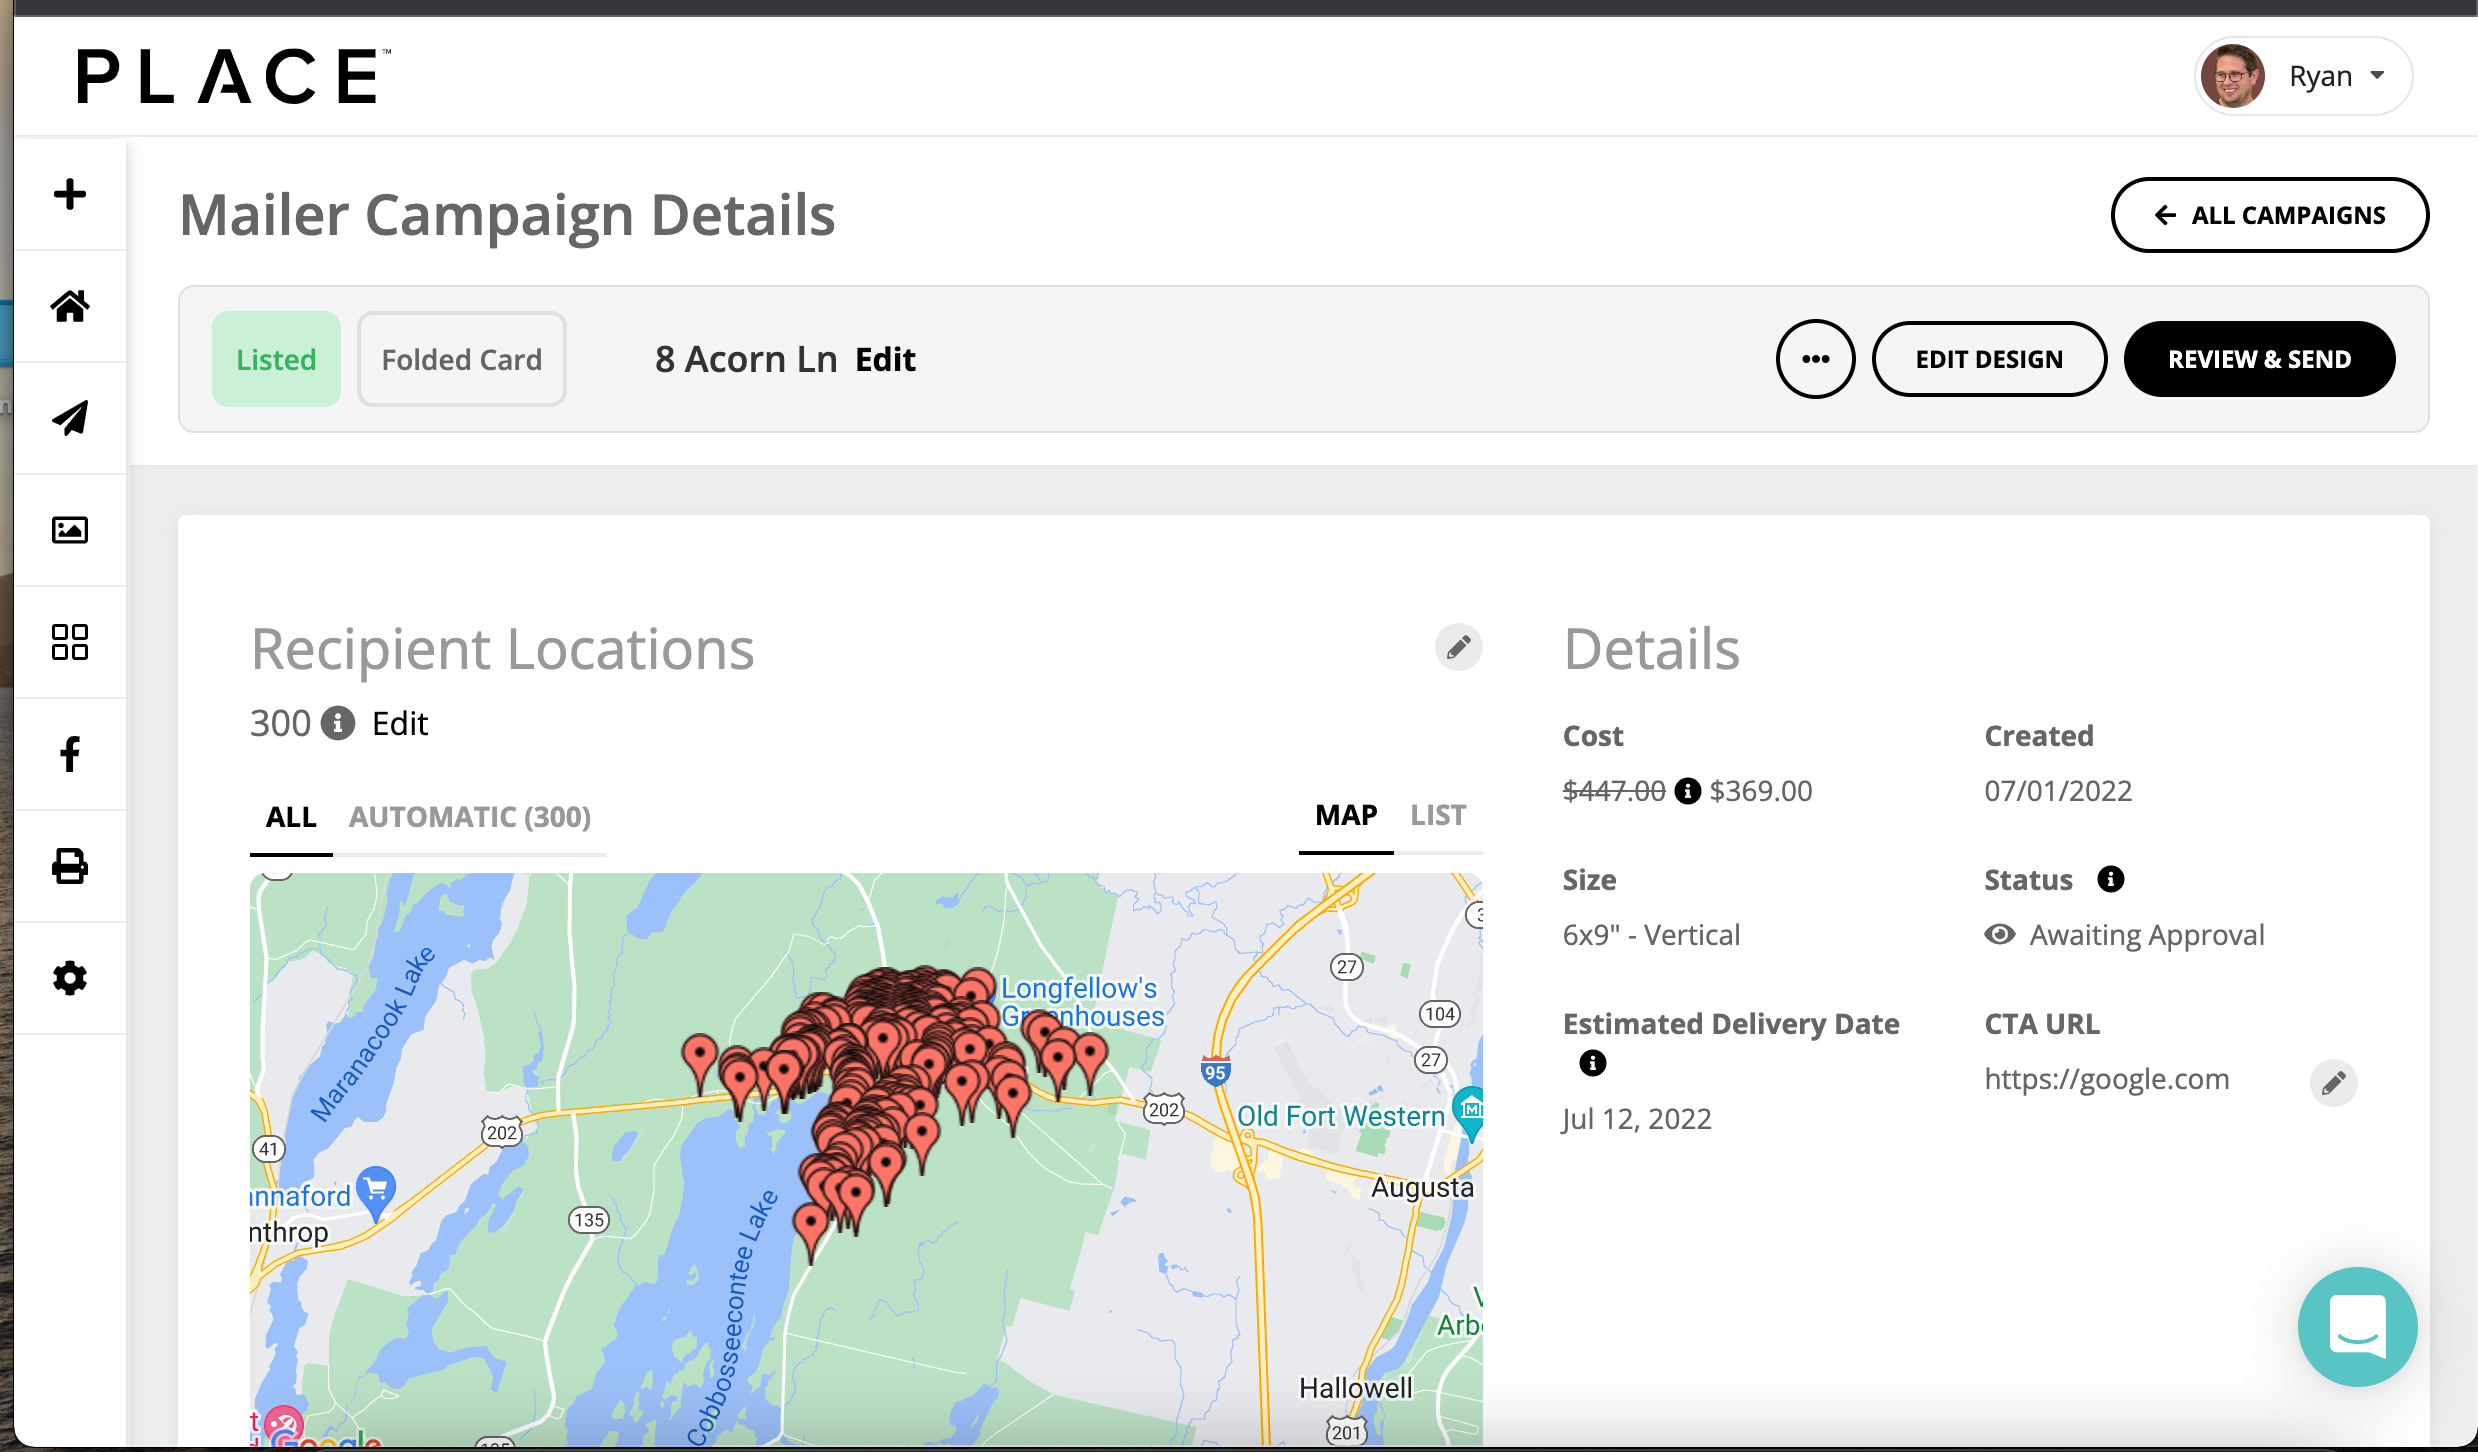 PLACE™
Ryan
Mailer Campaign Details
ALL CAMPAIGNS
Listed
Folded Card
8 Acorn Ln Edit
EDIT DESIGN
REVIEW & SEND
Recipient Locations
300 Edit
ALL
AUTOMATIC (300)
MAP
LIST
Maranacook Lake
Longfellow's
Greenhouses
27
104
27
95
202
202
Old Fort Western
41
annaford
nthrop
135
Augusta
Cobbosseecontee Lake
Arb
Hallowell
201
Google
Details
Cost
$447.00 $369.00
Created
07/01/2022
Size
6x9" - Vertical
Status
Awaiting Approval
Estimated Delivery Date
Jul 12, 2022
CTA URL
https://google.com